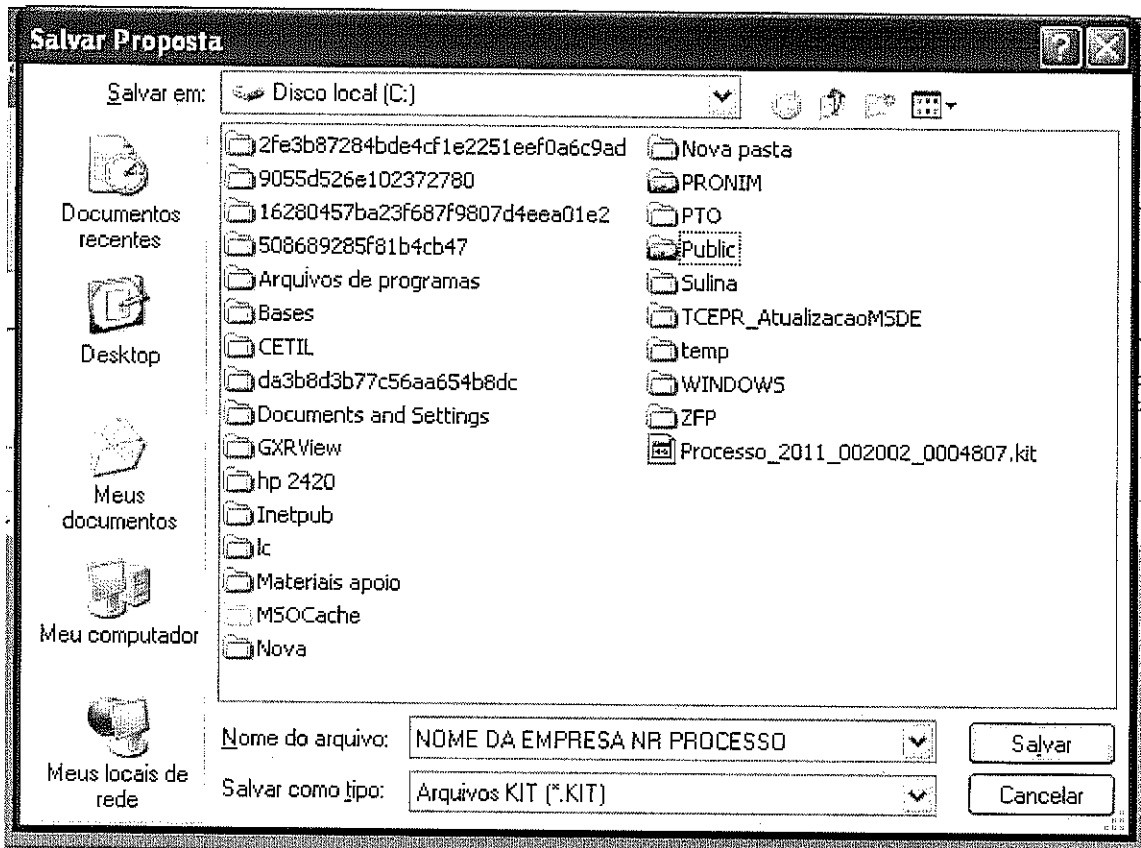 Salvar Proposta
Salvar em:
Disco local (C:)
Documentos
recentes
Desktop
Meus
documentos
Meu computador
Meus locais de
rede
2fe3b87284bde4cf1e2251eef0a6c9ad
9055d526e102372780
16280457ba23f687f9807d4eea01e2
508689285f81b4cb47
Arquivos de programas
Bases
CETIL
da3b8d3b77c56aa654b8dc
Documents and Settings
GXRView
hp 2420
Inetpub
lc
Materiais apoio
MSOCache
Nova
Nova pasta
PRONIM
PTO
Public
Sulina
TCEPR_AtualizacaoMSDE
temp
WINDOWS
ZFP
Processo_2011_002002_0004807.kit
Nome do arquivo:
NOME DA EMPRESA NR PROCESSO
Salvar
Salvar como tipo:
Arquivos KIT (*.KIT)
Cancelar